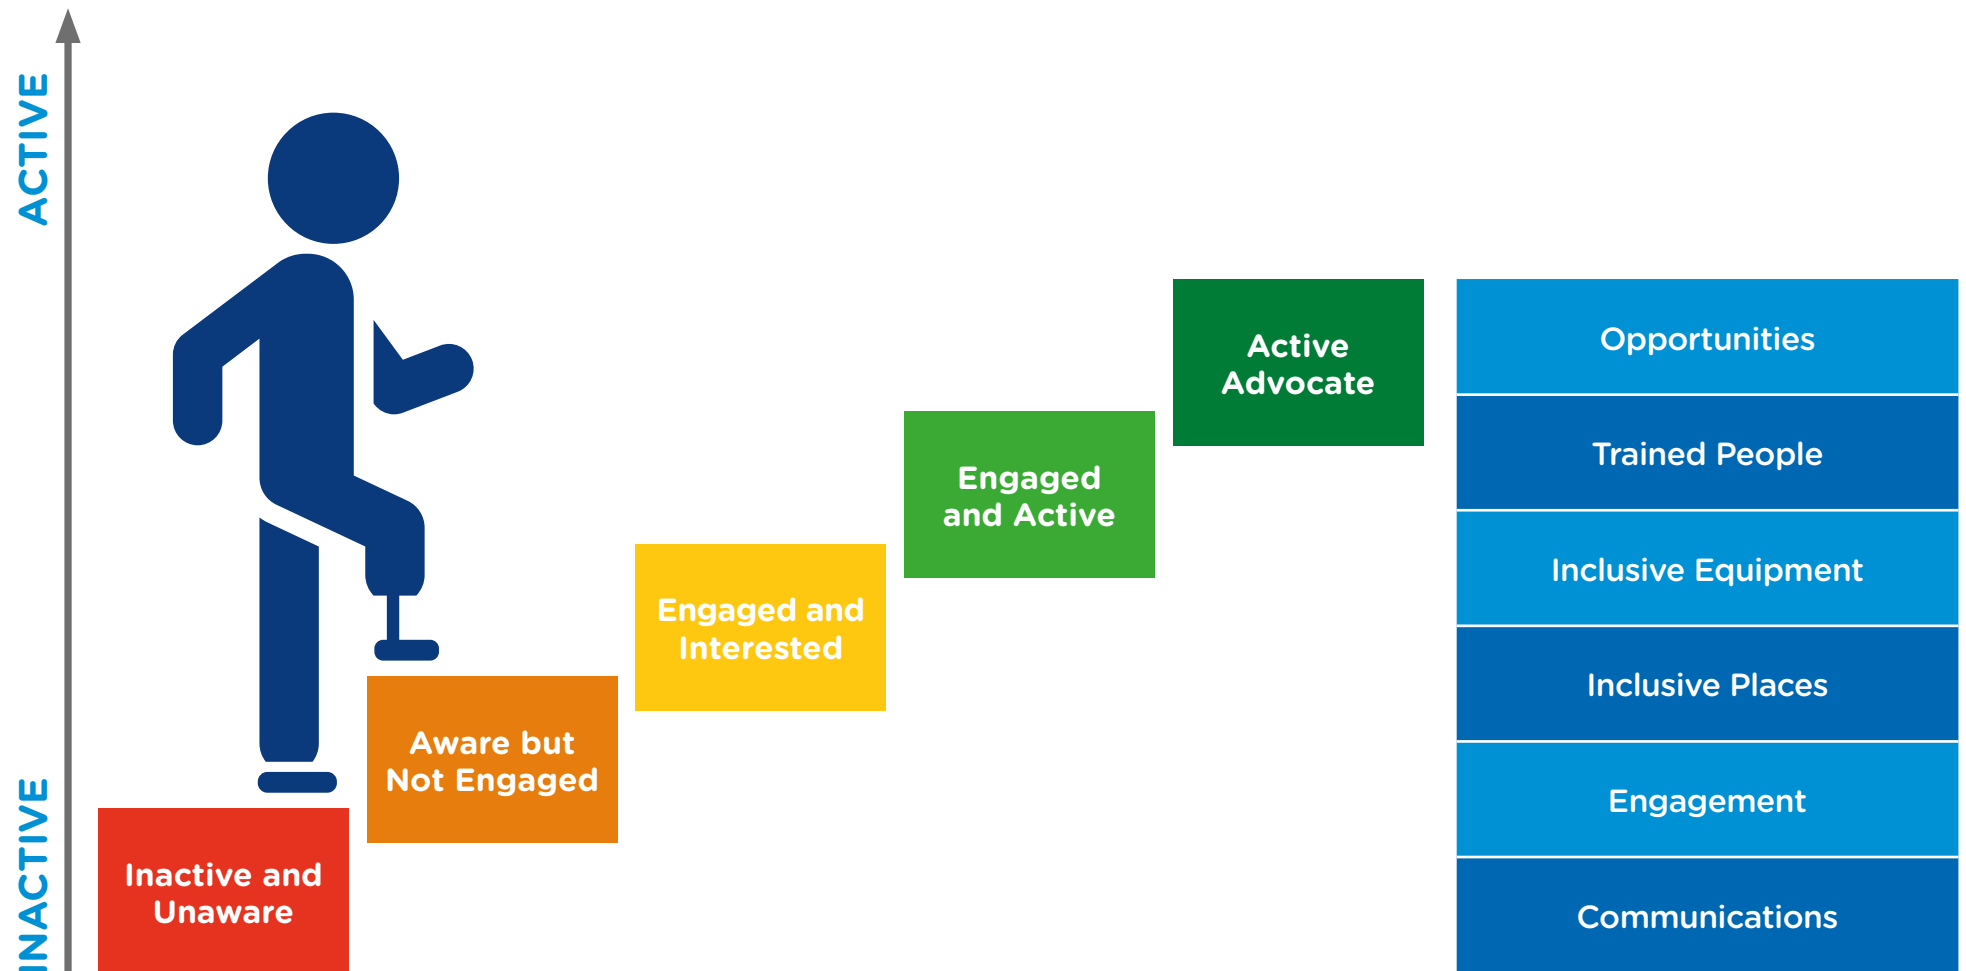 ACTIVE
INACTIVE
Inactive and
Unaware
Aware but
Not Engaged
Engaged and
Interested
Engaged
and Active
Active
Advocate
Opportunities
Trained People
Inclusive Equipment
Inclusive Places
Engagement
Communications